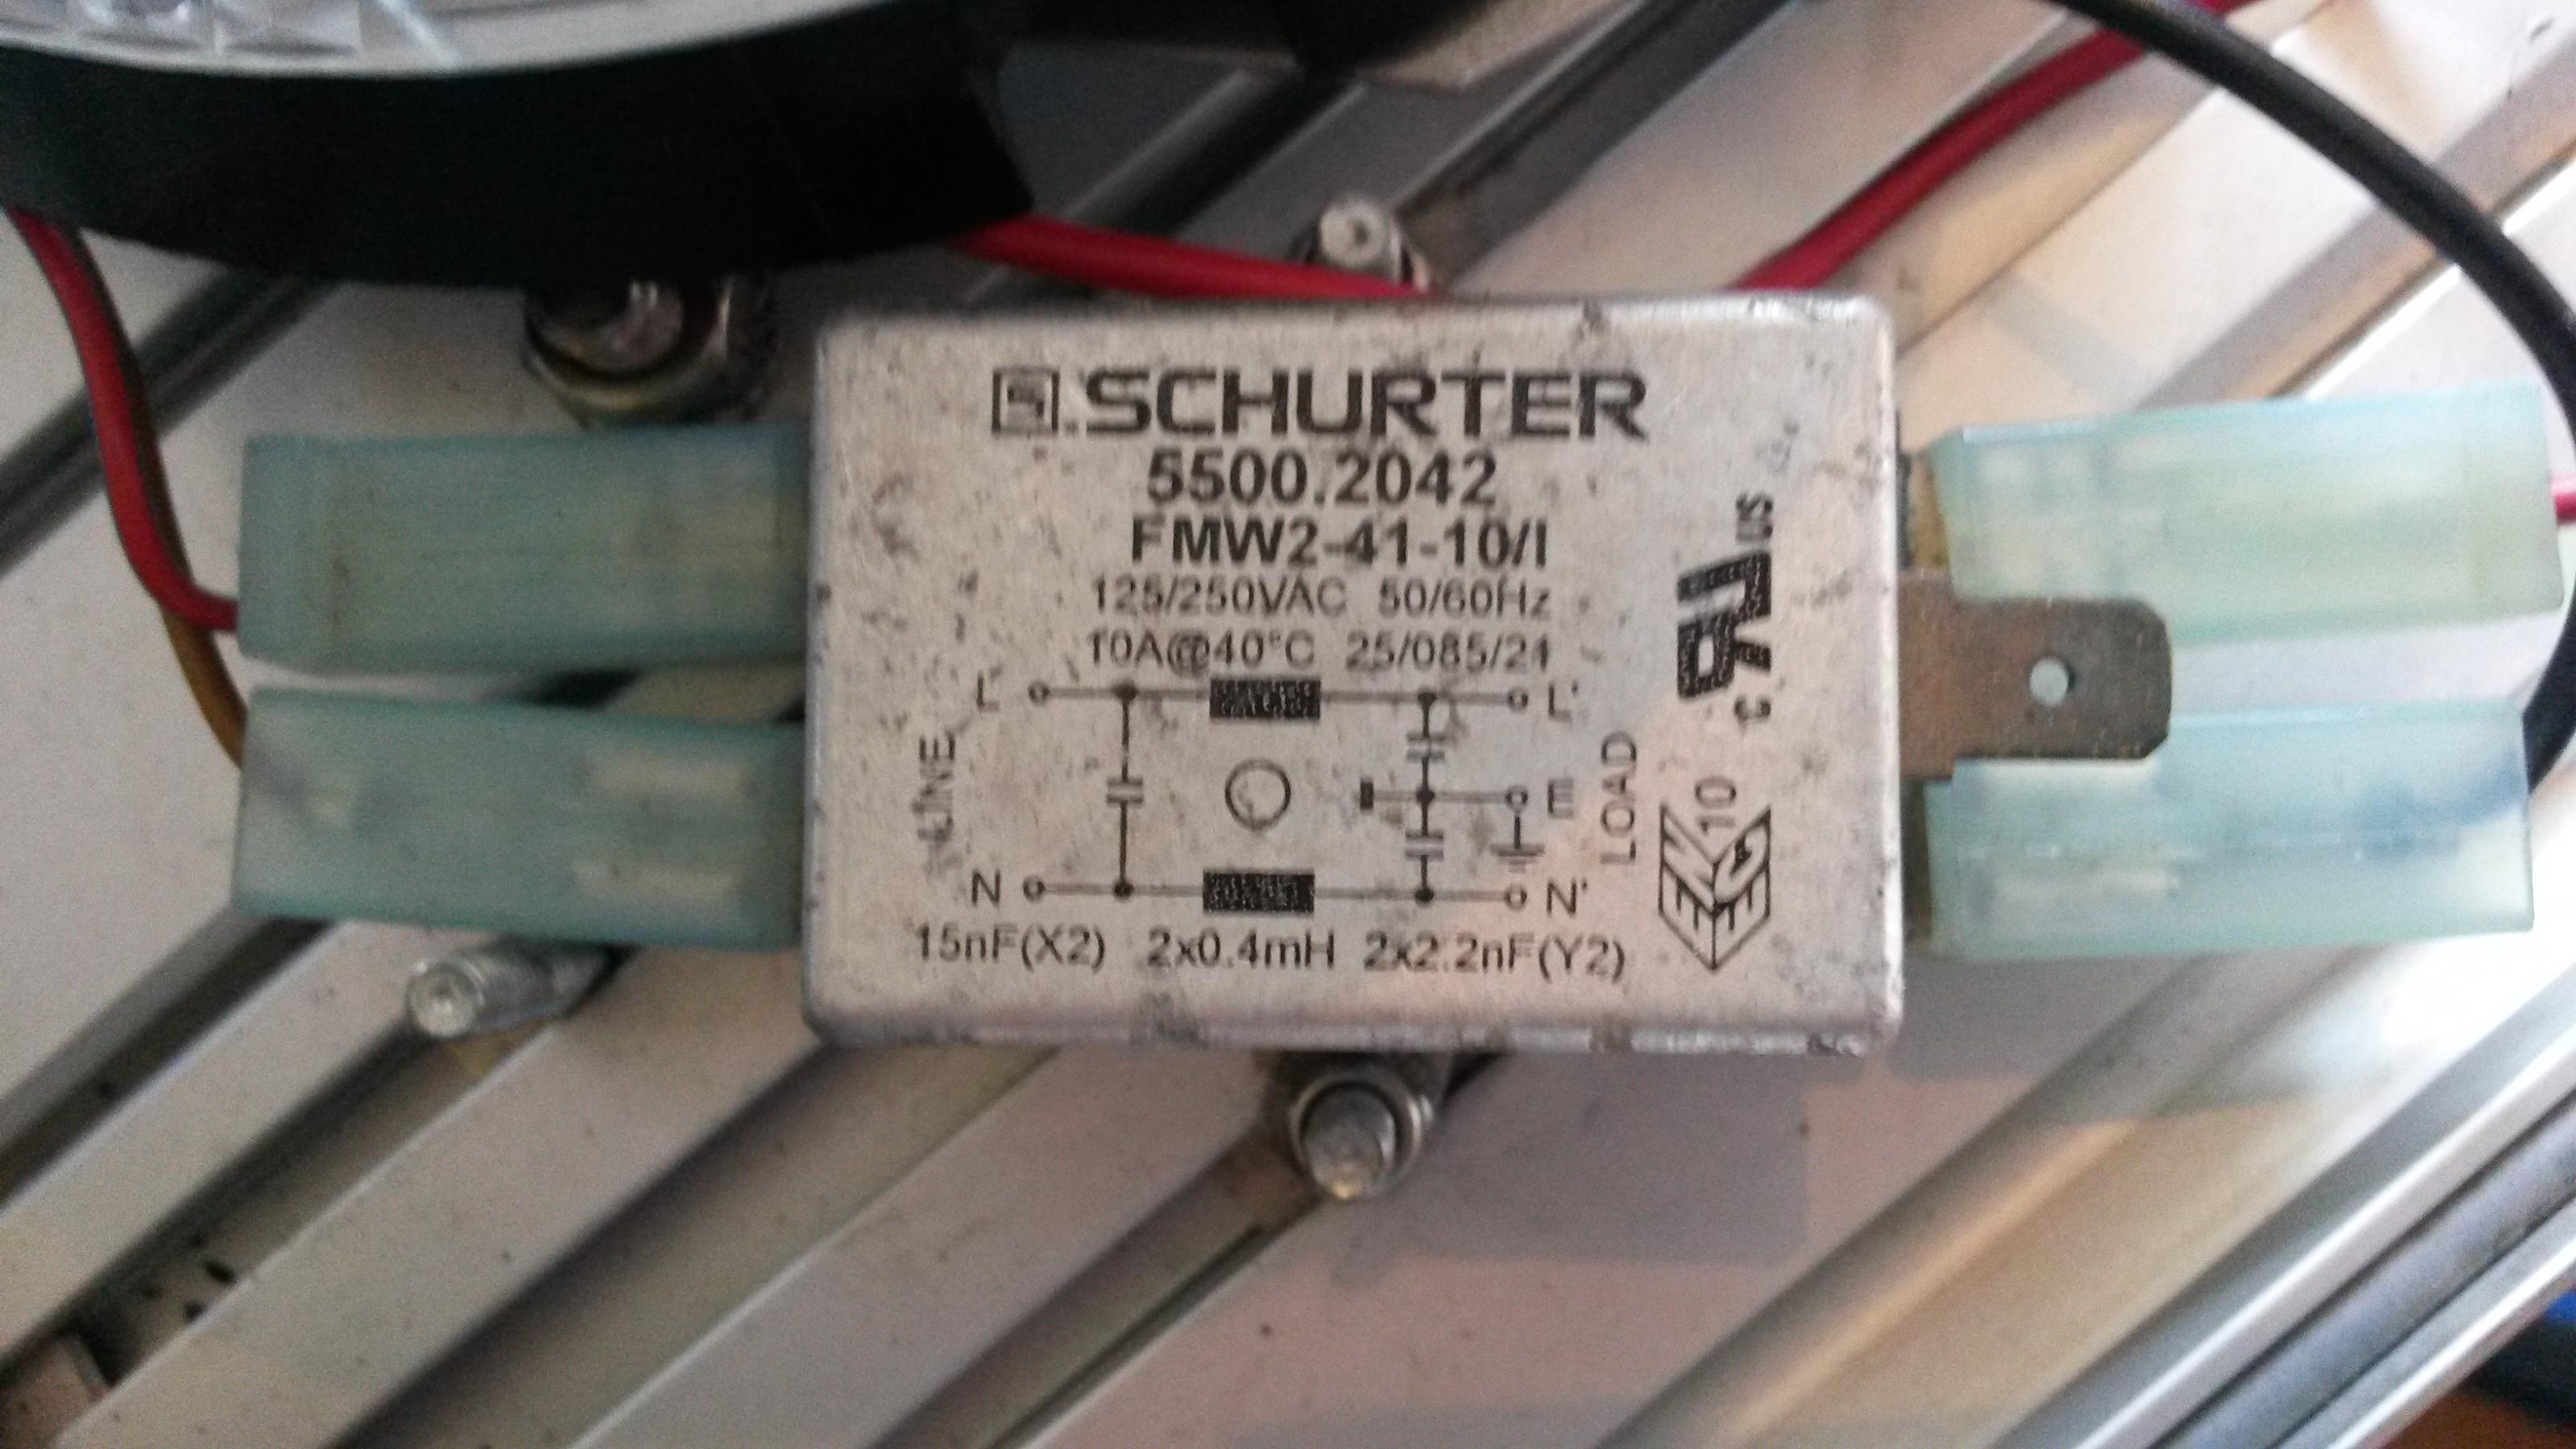 SCHURTER
5500.2042
FMW2-41-10/I
125/250VAC 50/60Hz
10A@40°C 25/085/21
L L'
LINE
E
LOAD
N N'
15nF(X2) 2x0.4mH 2x2.2nF(Y2)
c US
10